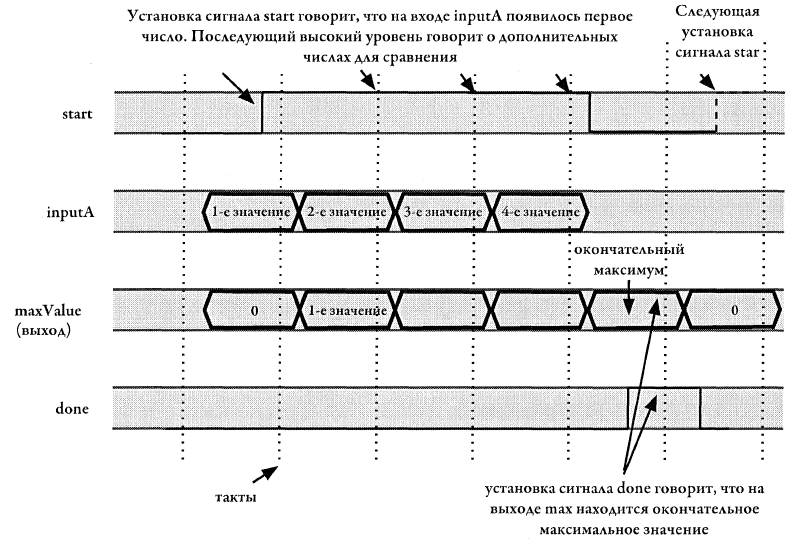 Установка сигнала start говорит, что на входе inputA появилось первое
число. Последующий высокий уровень говорит о дополнительных
числах для сравнения
Следующая
установка
сигнала star
start
inputA
1-е значение
2-е значение
3-е значение
4-е значение
окончательный
максимум
maxValue
(выход)
0
1-е значение
0
done
такты
установка сигнала done говорит, что на
выходе max находится окончательное
максимальное значение